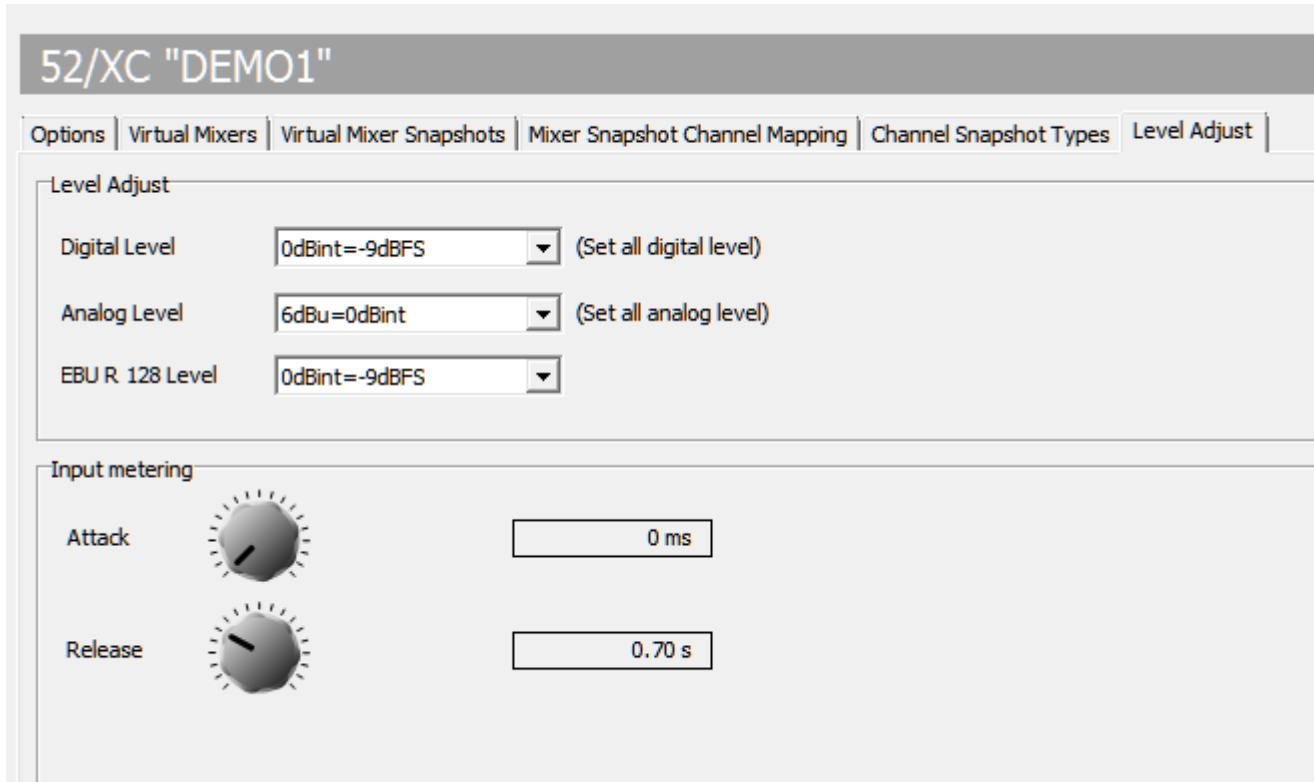 52/XC "DEMO1"
Options Virtual Mixers Virtual Mixer Snapshots Mixer Snapshot Channel Mapping Channel Snapshot Types Level Adjust
Level Adjust
Digital Level 0dBint=-9dBFS (Set all digital level)
Analog Level 6dBu=0dBint (Set all analog level)
EBU R 128 Level 0dBint=-9dBFS
Input metering
Attack 0 ms
Release 0.70 s